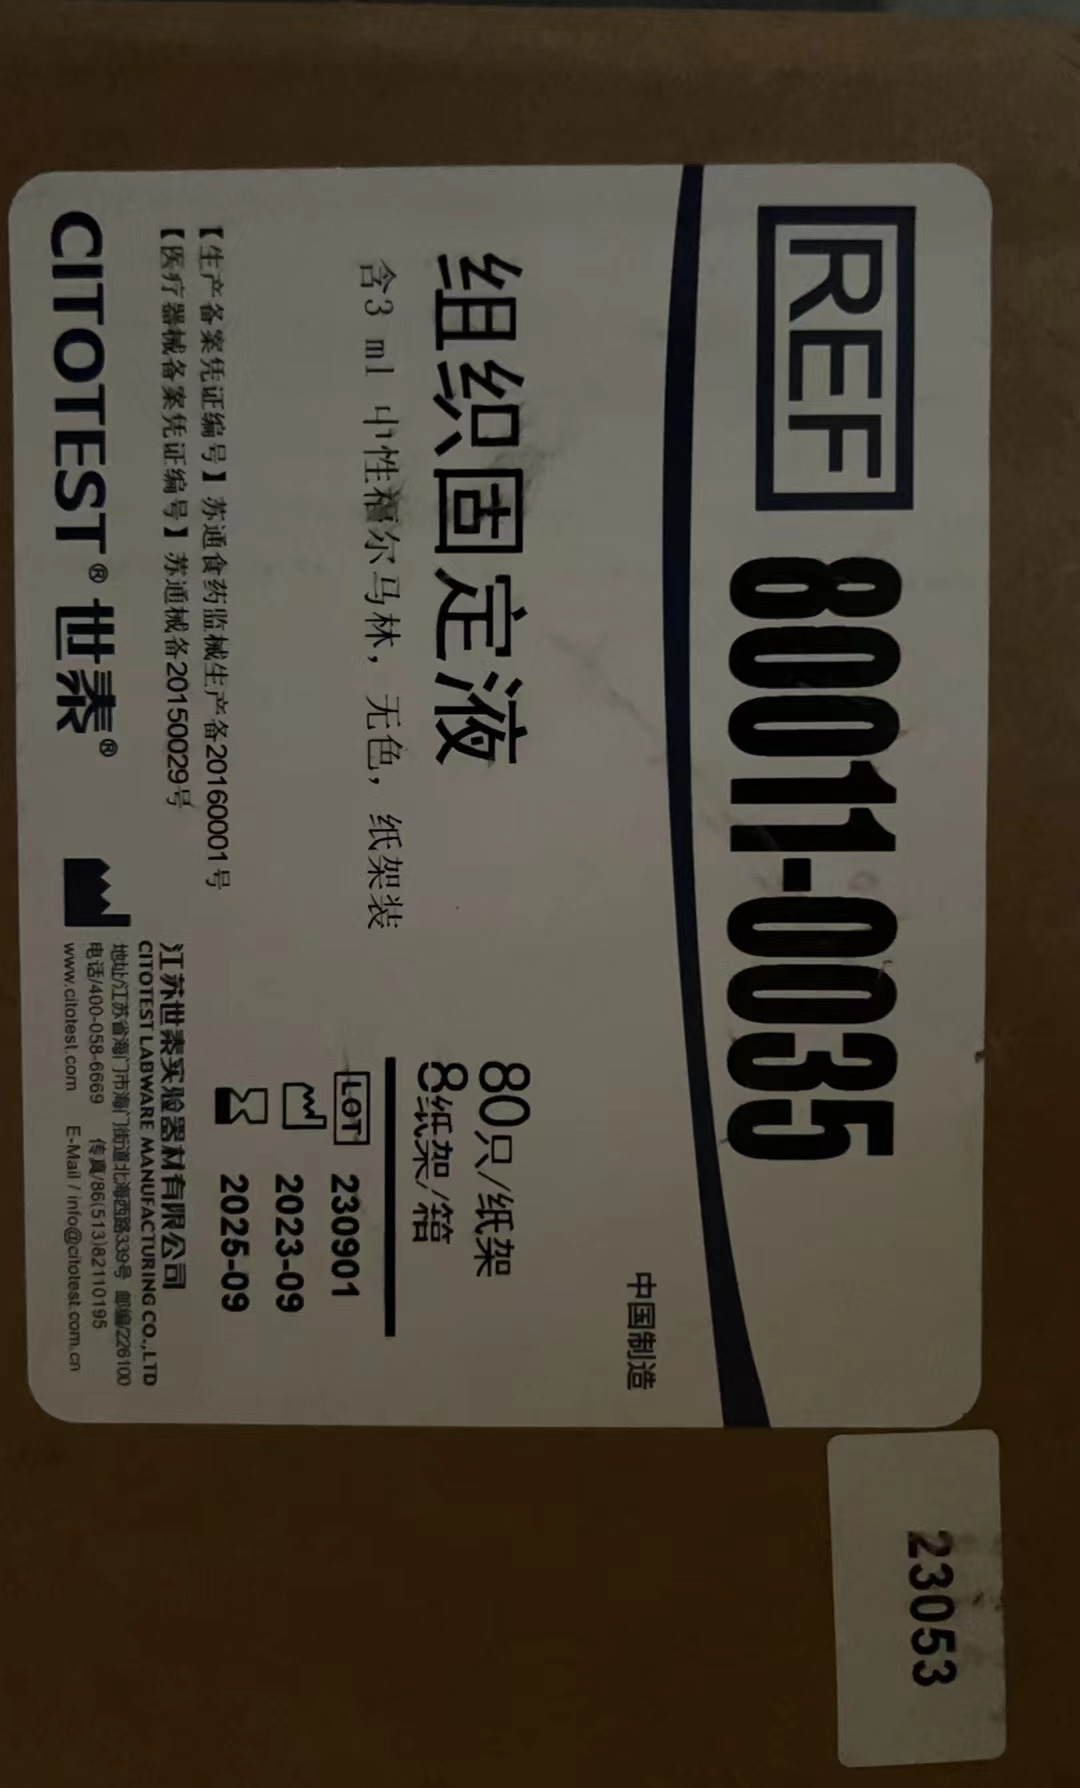 REF 80011-0035
中国制造
组织固定液
含3 ml 中性福尔马林，无色，纸架装
80只/纸架
8纸架/箱
LOT 230901
2023-09
2025-09
【生产备案凭证编号】苏通食药监械生产备20160001号
【医疗器械备案凭证编号】苏通械备20150029号
CITOTEST® 世泰®
江苏世泰实验器材有限公司
CITOTEST LABWARE MANUFACTURING CO.,LTD
地址/江苏省海门市海门街道北海西路339号 邮编/226100
电话/400-058-6669 传真/86(513)82110195
www.citotest.com E-Mail / info@citotest.com.cn
23053